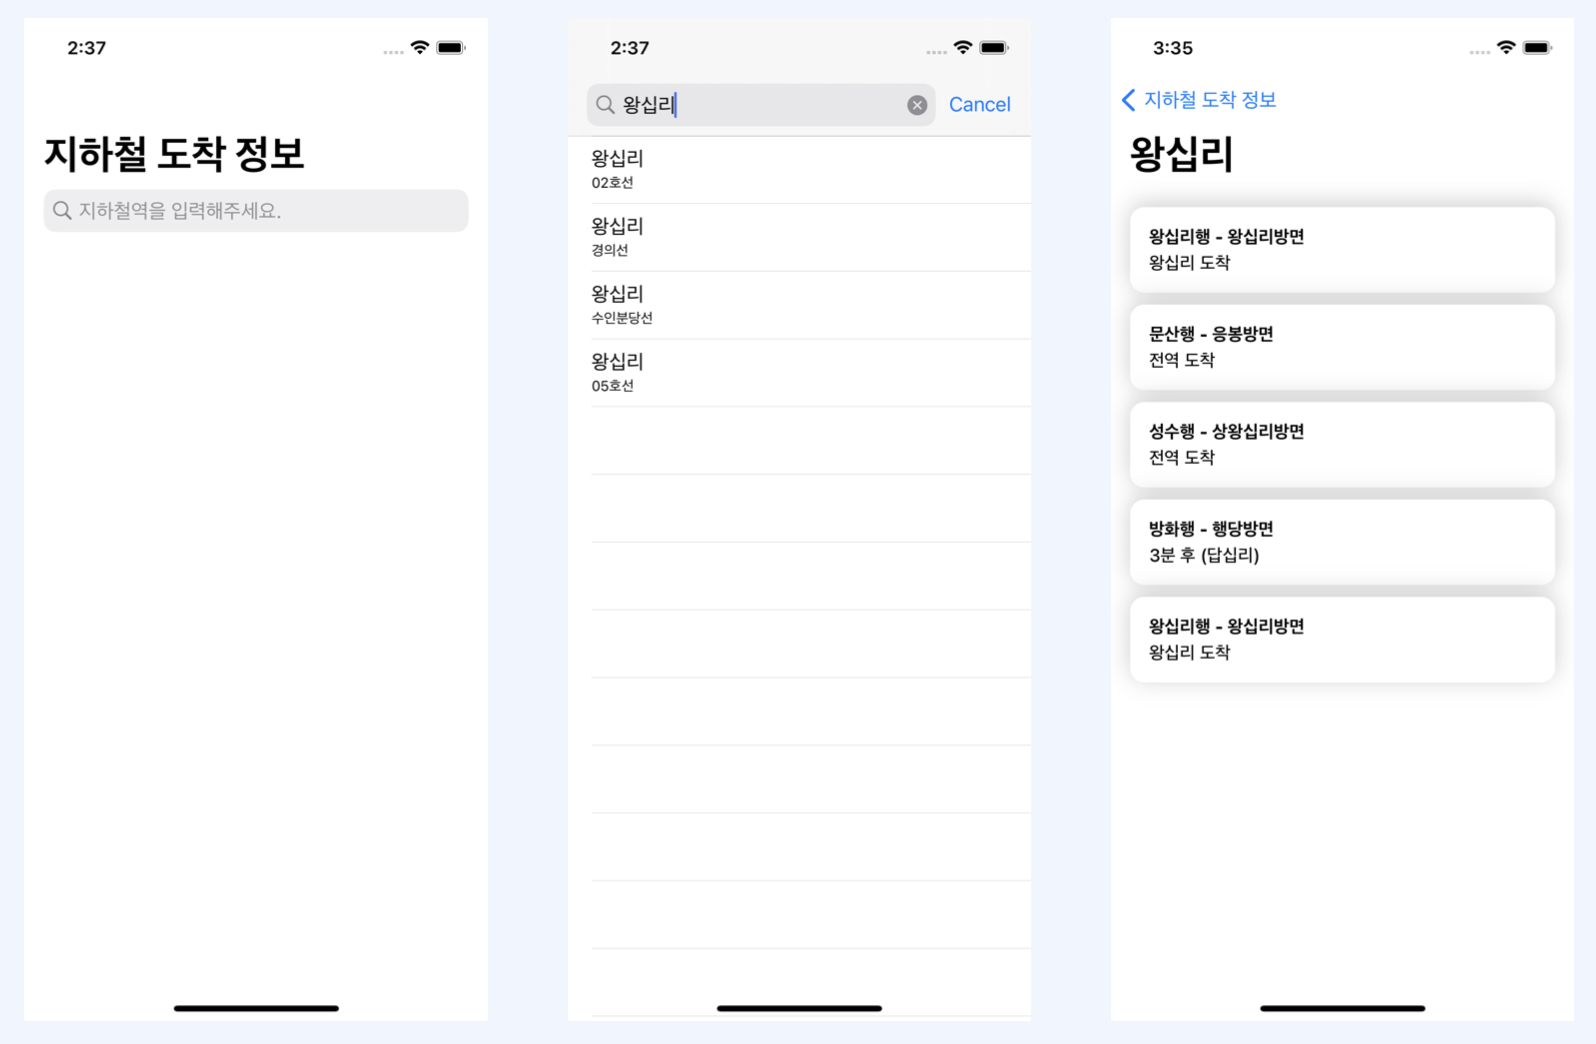 2:37
지하철 도착 정보
지하철역을 입력해주세요.
2:37
왕십리
Cancel
왕십리
02호선
왕십리
경의선
왕십리
수인분당선
왕십리
05호선
3:35
지하철 도착 정보
왕십리
왕십리행 - 왕십리방면
왕십리 도착
문산행 - 응봉방면
전역 도착
성수행 - 상왕십리방면
전역 도착
방화행 - 행당방면
3분 후 (답십리)
왕십리행 - 왕십리방면
왕십리 도착